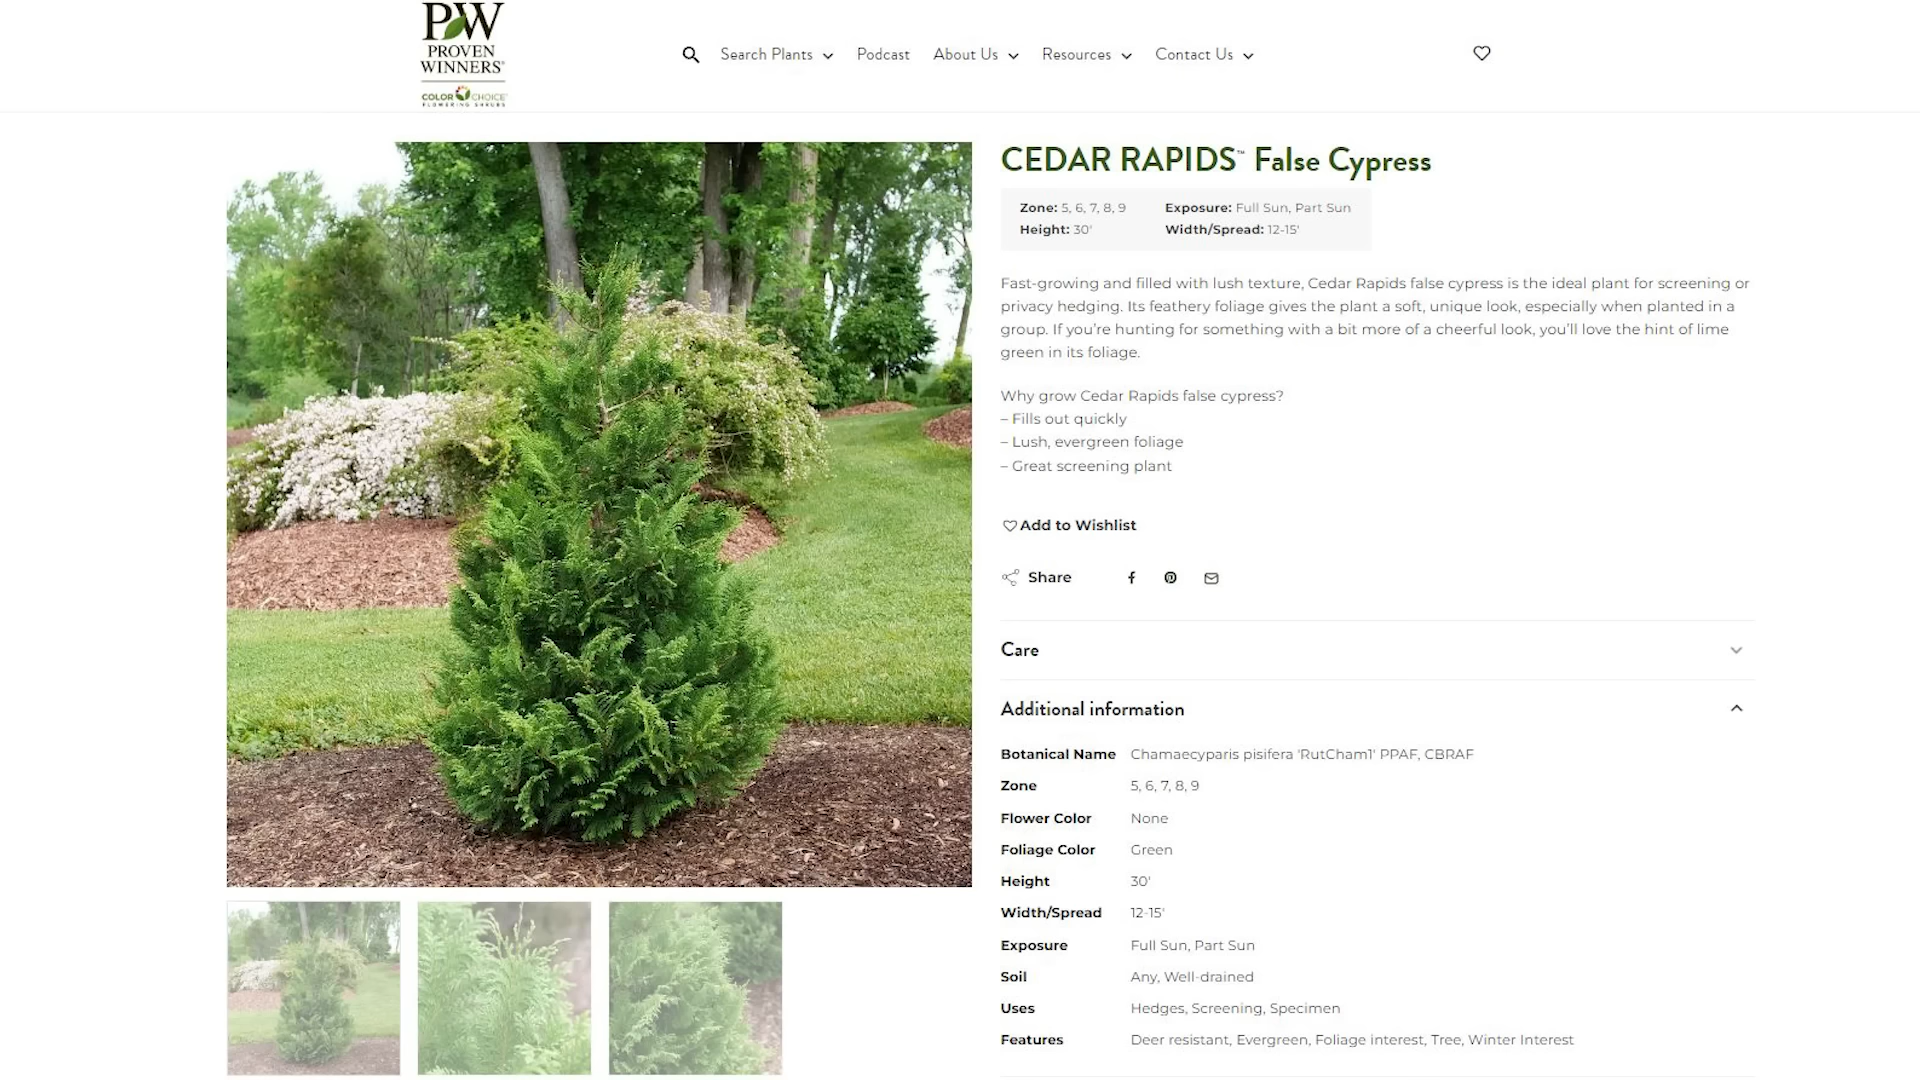 PW
PROVEN
WINNERS®
COLOR CHOICE®
FLOWERING SHRUBS
Search Plants
Podcast
About Us
Resources
Contact Us
CEDAR RAPIDS™ False Cypress
Zone: 5, 6, 7, 8, 9 Exposure: Full Sun, Part Sun
Height: 30' Width/Spread: 12-15'
Fast-growing and filled with lush texture, Cedar Rapids false cypress is the ideal plant for screening or
privacy hedging. Its feathery foliage gives the plant a soft, unique look, especially when planted in a
group. If you’re hunting for something with a bit more of a cheerful look, you’ll love the hint of lime
green in its foliage.
Why grow Cedar Rapids false cypress?
– Fills out quickly
– Lush, evergreen foliage
– Great screening plant
Add to Wishlist
Share
Care
Additional information
Botanical Name Chamaecyparis pisifera 'RutCham1' PPAF, CBRAF
Zone 5, 6, 7, 8, 9
Flower Color None
Foliage Color Green
Height 30'
Width/Spread 12-15'
Exposure Full Sun, Part Sun
Soil Any, Well-drained
Uses Hedges, Screening, Specimen
Features Deer resistant, Evergreen, Foliage interest, Tree, Winter Interest